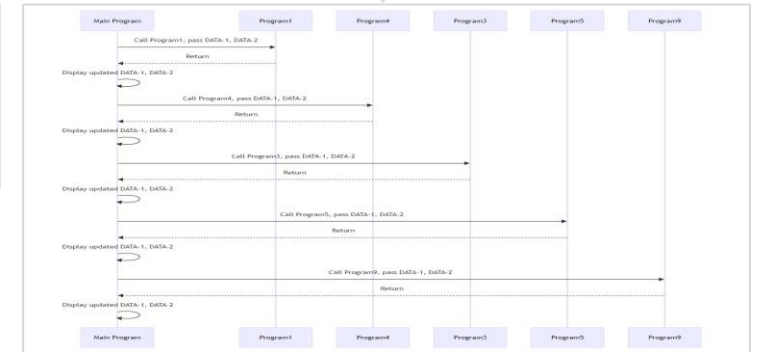 Main Program Program1 Program4 Program3 Program5 Program9
Call Program1, pass DATA-1, DATA-2
Return
Display updated DATA-1, DATA-2
Call Program4, pass DATA-1, DATA-2
Return
Display updated DATA-1, DATA-2
Call Program3, pass DATA-1, DATA-2
Return
Display updated DATA-1, DATA-2
Call Program5, pass DATA-1, DATA-2
Return
Display updated DATA-1, DATA-2
Call Program9, pass DATA-1, DATA-2
Return
Display updated DATA-1, DATA-2
Main Program Program1 Program4 Program3 Program5 Program9